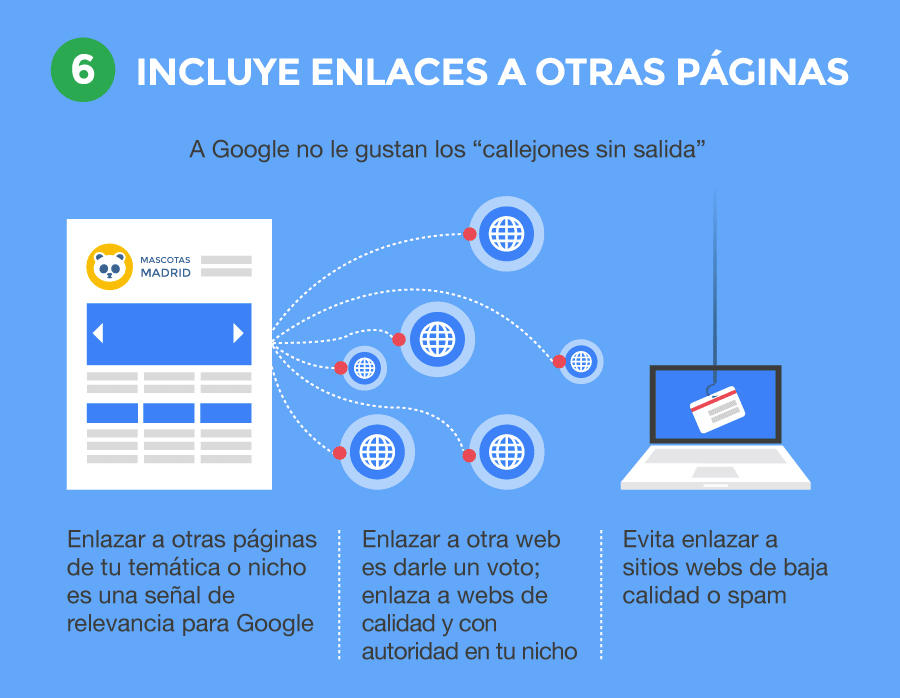 6 INCLUYE ENLACES A OTRAS PÁGINAS
A Google no le gustan los “callejones sin salida”
MASCOTAS
MADRID
Enlazar a otras páginas
de tu temática o nicho
es una señal de
relevancia para Google
Enlazar a otra web
es darle un voto;
enlaza a webs de
calidad y con
autoridad en tu nicho
Evita enlazar a
sitios webs de baja
calidad o spam